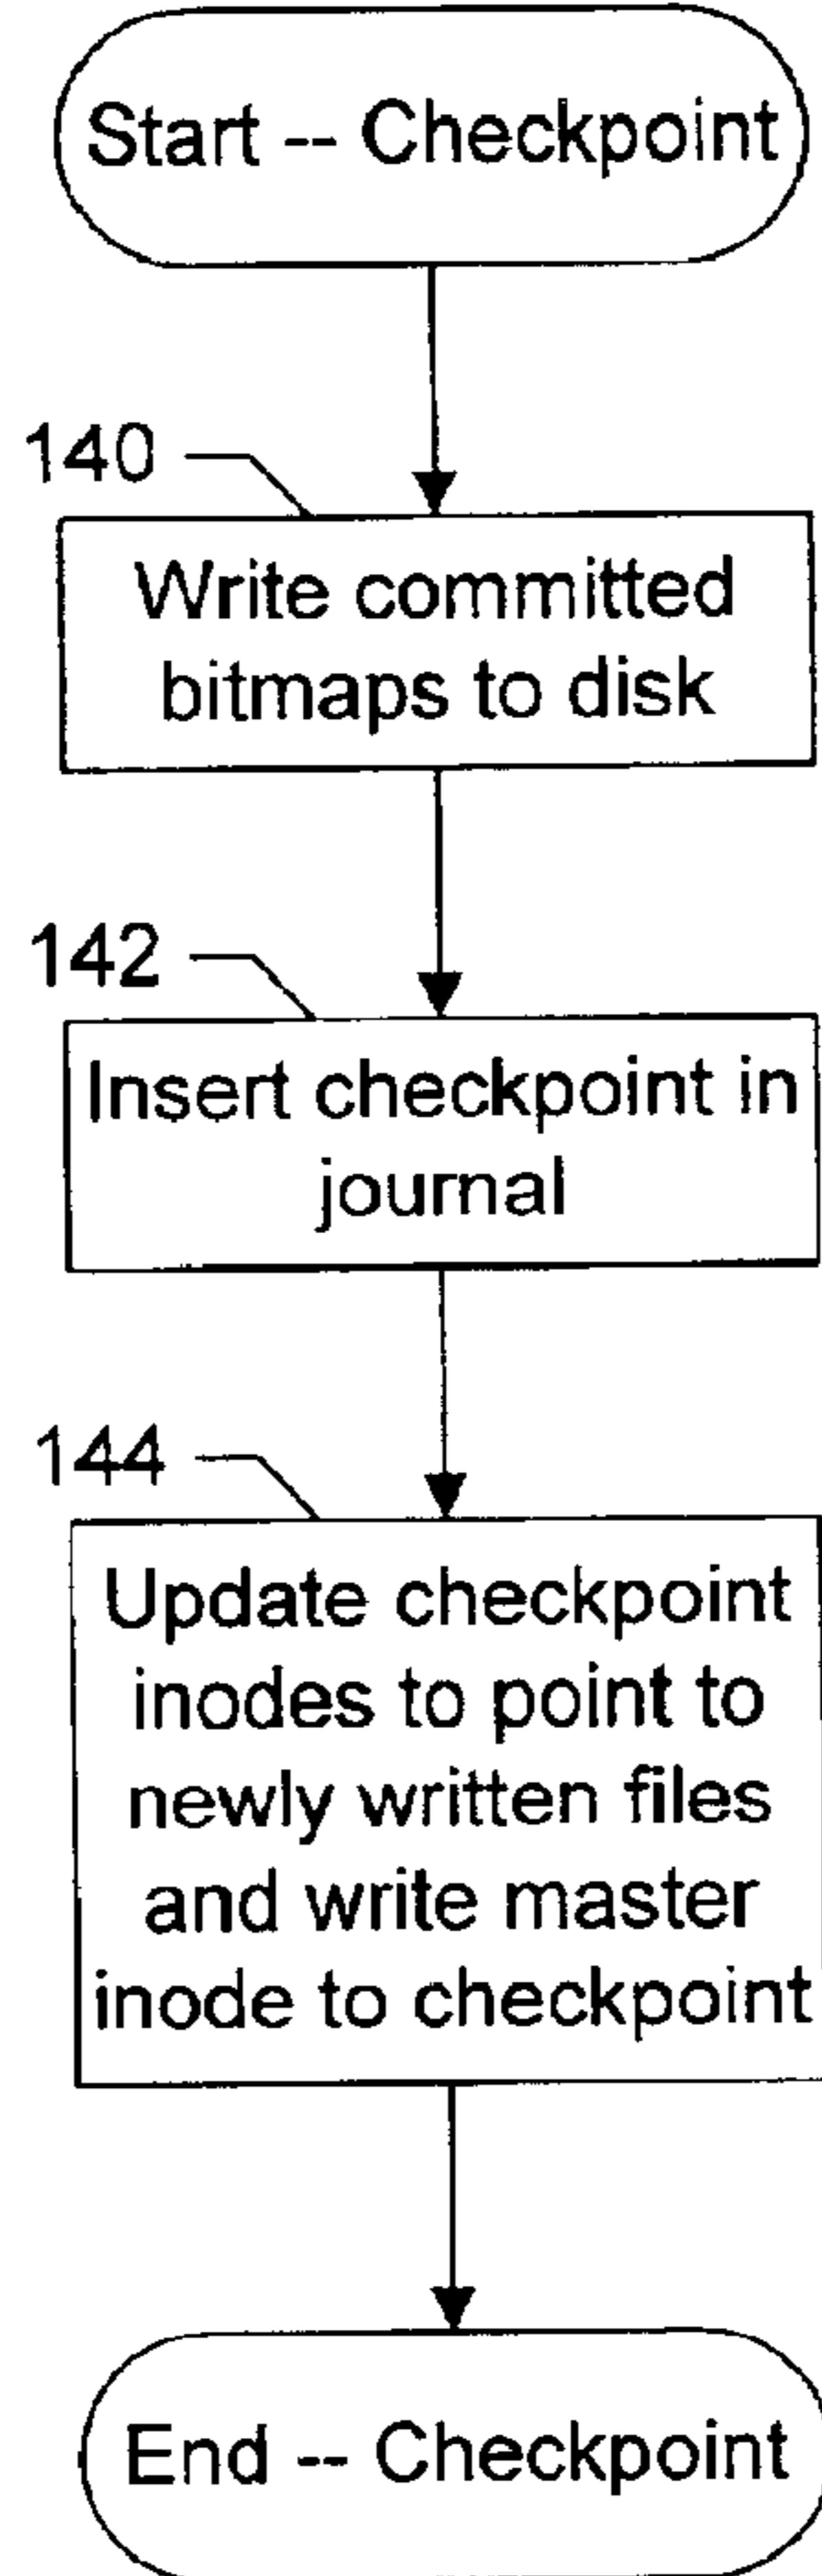 Start -- Checkpoint
140
Write committed
bitmaps to disk
142
Insert checkpoint in
journal
144
Update checkpoint
inodes to point to
newly written files
and write master
inode to checkpoint
End -- Checkpoint